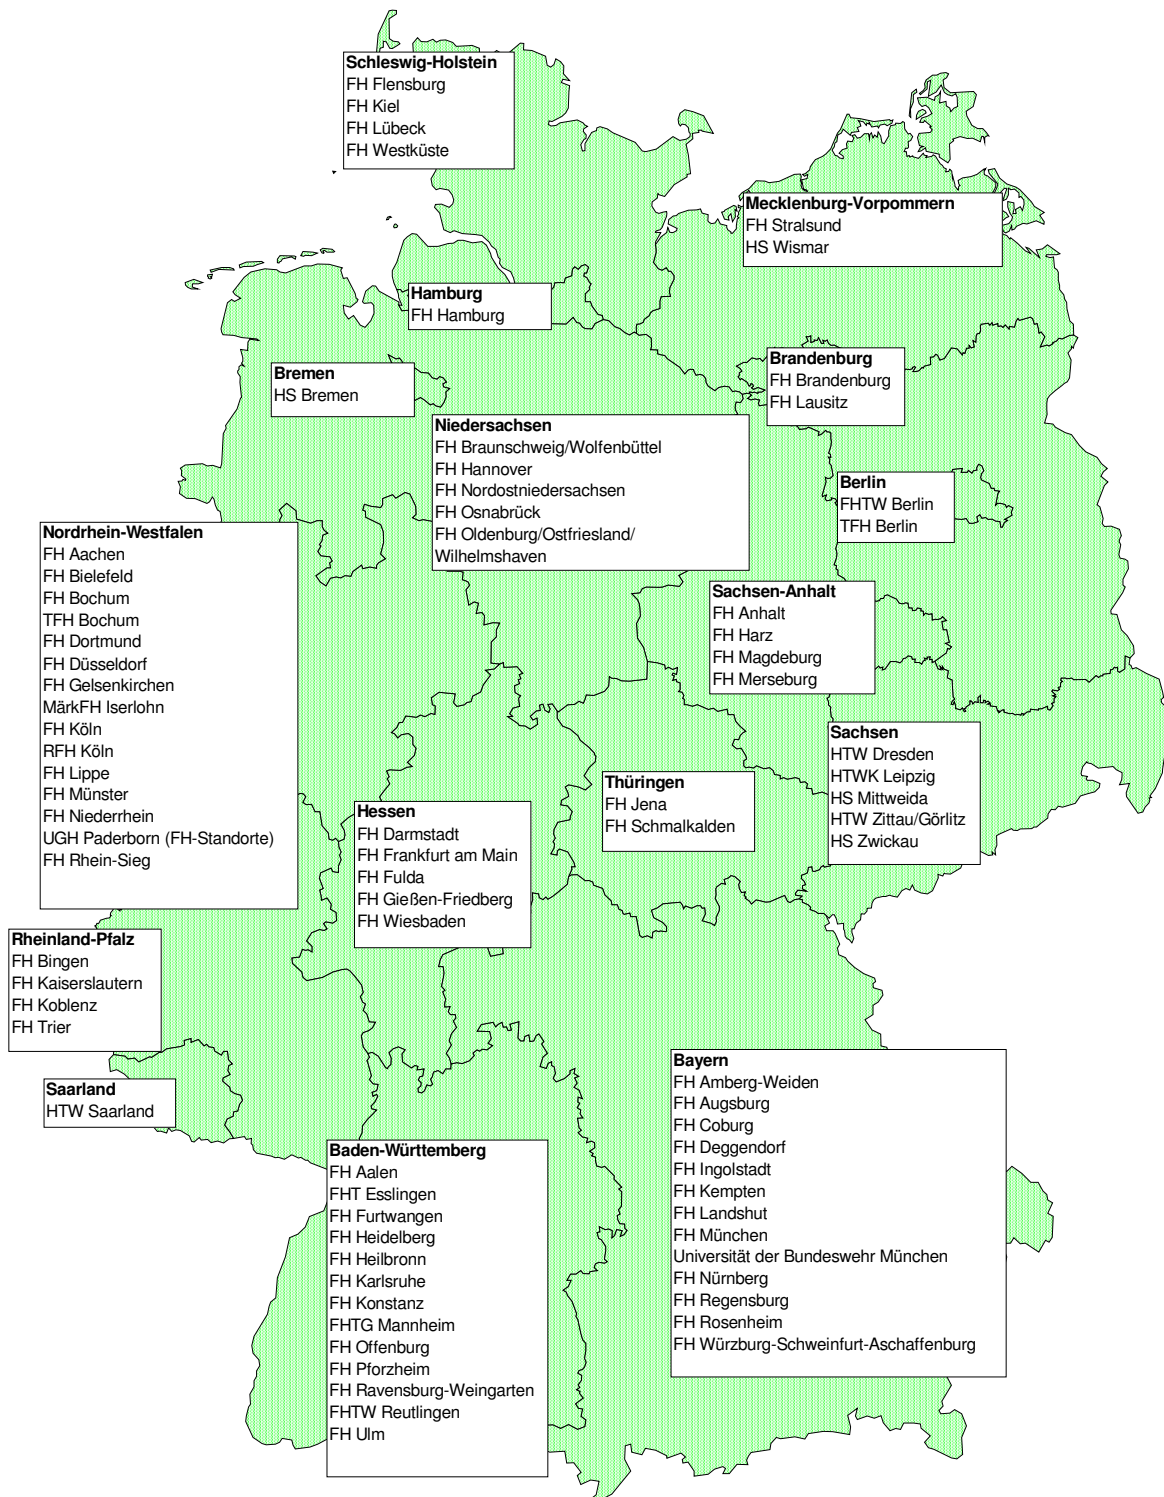 Schleswig-Holstein
FH Flensburg
FH Kiel
FH Lübeck
FH Westküste
Mecklenburg-Vorpommern
FH Stralsund
HS Wismar
Hamburg
FH Hamburg
Bremen
HS Bremen
Brandenburg
FH Brandenburg
FH Lausitz
Niedersachsen
FH Braunschweig/Wolfenbüttel
FH Hannover
FH Nordostniedersachsen
FH Osnabrück
FH Oldenburg/Ostfriesland/
Wilhelmshaven
Berlin
FHTW Berlin
TFH Berlin
Nordrhein-Westfalen
FH Aachen
FH Bielefeld
FH Bochum
TFH Bochum
FH Dortmund
FH Düsseldorf
FH Gelsenkirchen
MärkFH Iserlohn
FH Köln
RFH Köln
FH Lippe
FH Münster
FH Niederrhein
UGH Paderborn (FH-Standorte)
FH Rhein-Sieg
Sachsen-Anhalt
FH Anhalt
FH Harz
FH Magdeburg
FH Merseburg
Sachsen
HTW Dresden
HTWK Leipzig
HS Mittweida
HTW Zittau/Görlitz
HS Zwickau
Thüringen
FH Jena
FH Schmalkalden
Hessen
FH Darmstadt
FH Frankfurt am Main
FH Fulda
FH Gießen-Friedberg
FH Wiesbaden
Rheinland-Pfalz
FH Bingen
FH Kaiserslautern
FH Koblenz
FH Trier
Saarland
HTW Saarland
Bayern
FH Amberg-Weiden
FH Augsburg
FH Coburg
FH Deggendorf
FH Ingolstadt
FH Kempten
FH Landshut
FH München
Universität der Bundeswehr München
FH Nürnberg
FH Regensburg
FH Rosenheim
FH Würzburg-Schweinfurt-Aschaffenburg
Baden-Württemberg
FH Aalen
FHT Esslingen
FH Furtwangen
FH Heidelberg
FH Heilbronn
FH Karlsruhe
FH Konstanz
FHTG Mannheim
FH Offenburg
FH Pforzheim
FH Ravensburg-Weingarten
FHTW Reutlingen
FH Ulm